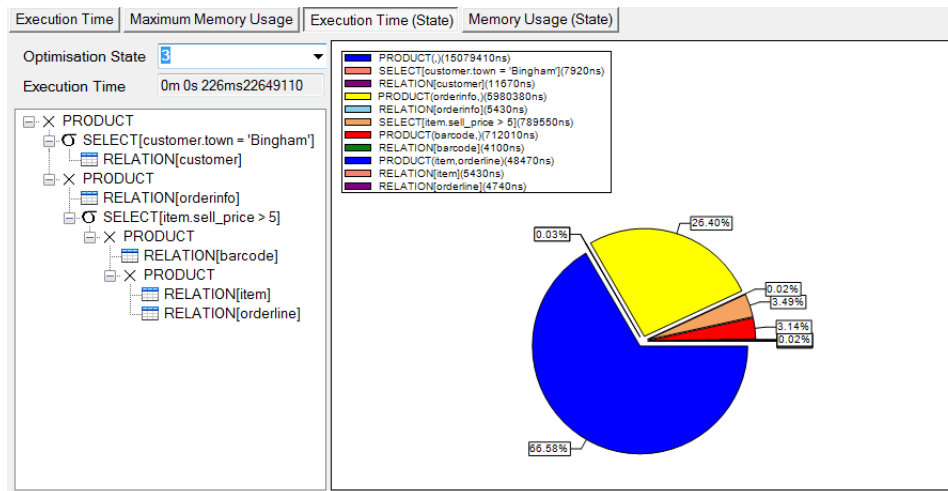 Execution Time Maximum Memory Usage Execution Time (State) Memory Usage (State)
Optimisation State 3
Execution Time 0m 0s 226ms22649110
PRODUCT
σ SELECT[customer.town = 'Bingham']
RELATION[customer]
PRODUCT
RELATION[orderinfo]
σ SELECT[item.sell_price > 5]
PRODUCT
RELATION[barcode]
PRODUCT
RELATION[item]
RELATION[orderline]
PRODUCT(,)(15079410ns)
SELECT[customer.town = 'Bingham'](7920ns)
RELATION[customer](11670ns)
PRODUCT(orderinfo,)(5980380ns)
RELATION[orderinfo](5430ns)
SELECT[item.sell_price > 5](789550ns)
PRODUCT(barcode,)(712010ns)
RELATION[barcode](4100ns)
PRODUCT(item,orderline)(48470ns)
RELATION[item](5430ns)
RELATION[orderline](4740ns)
26.40%
0.03%
0.02%
3.49%
3.14%
0.02%
66.58%